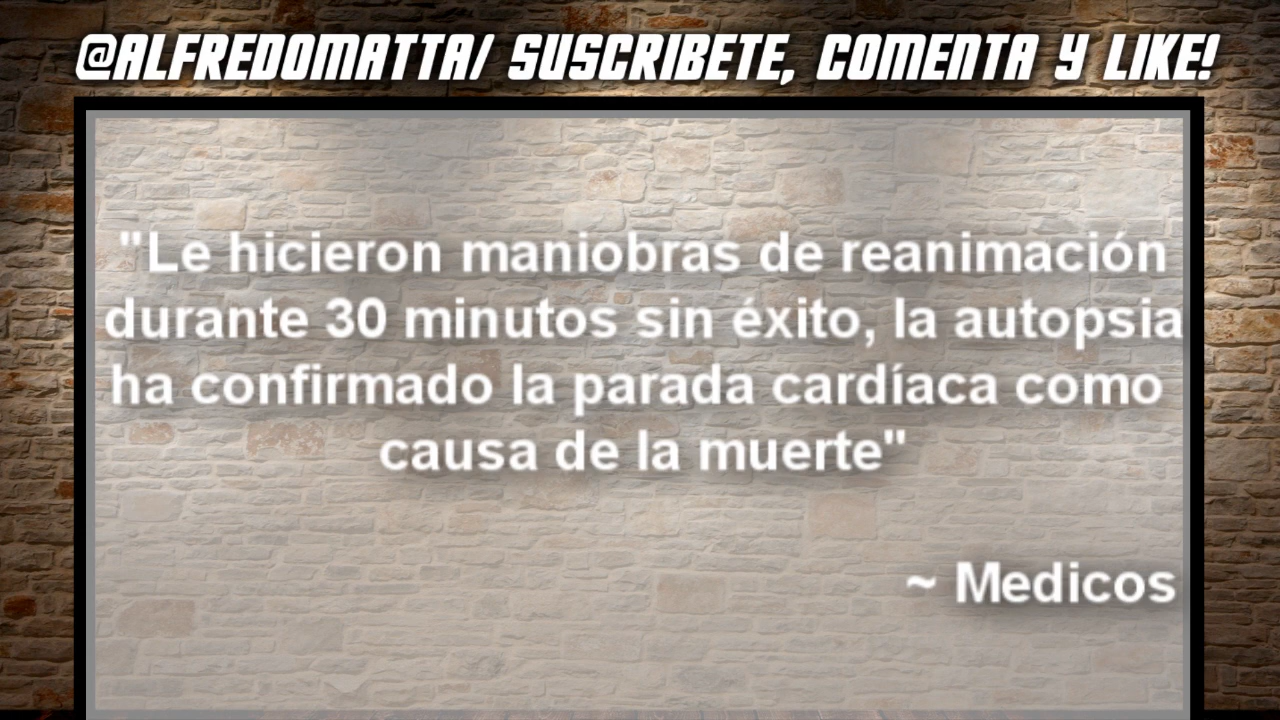 @ALFREDOMATTA/ SUSCRIBETE, COMENTA Y LIKE!
"Le hicieron maniobras de reanimación
durante 30 minutos sin éxito, la autopsia
ha confirmado la parada cardíaca como
causa de la muerte"
~ Medicos